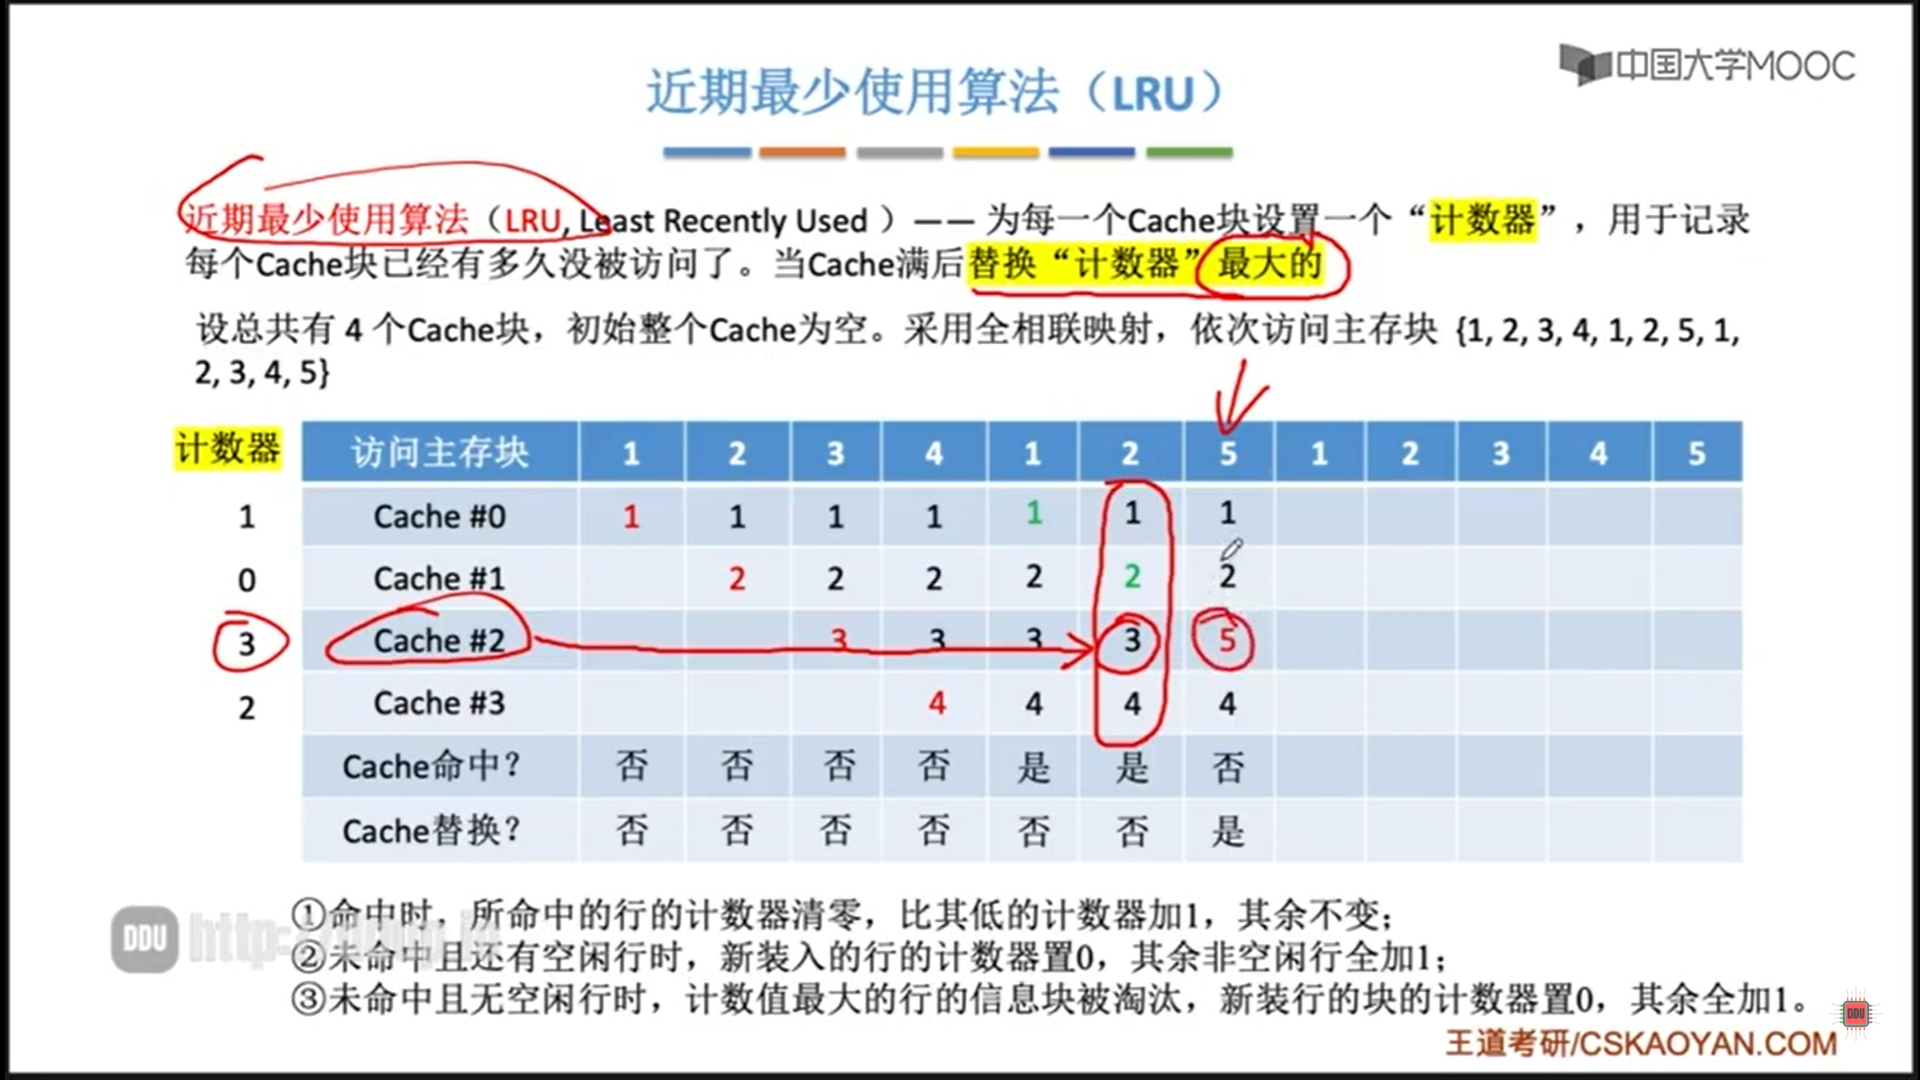 中国大学MOOC
近期最少使用算法（LRU）
近期最少使用算法（LRU, Least Recently Used ）—— 为每一个Cache块设置一个“计数器”，用于记录
每个Cache块已经有多久没被访问了。当Cache满后替换“计数器”最大的
设总共有 4 个Cache块，初始整个Cache为空。采用全相联映射，依次访问主存块 {1, 2, 3, 4, 1, 2, 5, 1,
2, 3, 4, 5}
计数器 访问主存块 1 2 3 4 1 2 5 1 2 3 4 5
1 Cache #0 1 1 1 1 1 1 1
0 Cache #1 2 2 2 2 2 2
3 Cache #2 3 3 3 3 5
2 Cache #3 4 4 4 4
Cache命中? 否 否 否 否 是 是 否
Cache替换? 否 否 否 否 否 否 是
①命中时，所命中的行的计数器清零，比其低的计数器加1，其余不变；
②未命中且还有空闲行时，新装入的行的计数器置0，其余非空闲行全加1；
③未命中且无空闲行时，计数值最大的行的信息块被淘汰，新装行的块的计数器置0，其余全加1。
DDU
DDU
王道考研/CSKAOYAN.COM